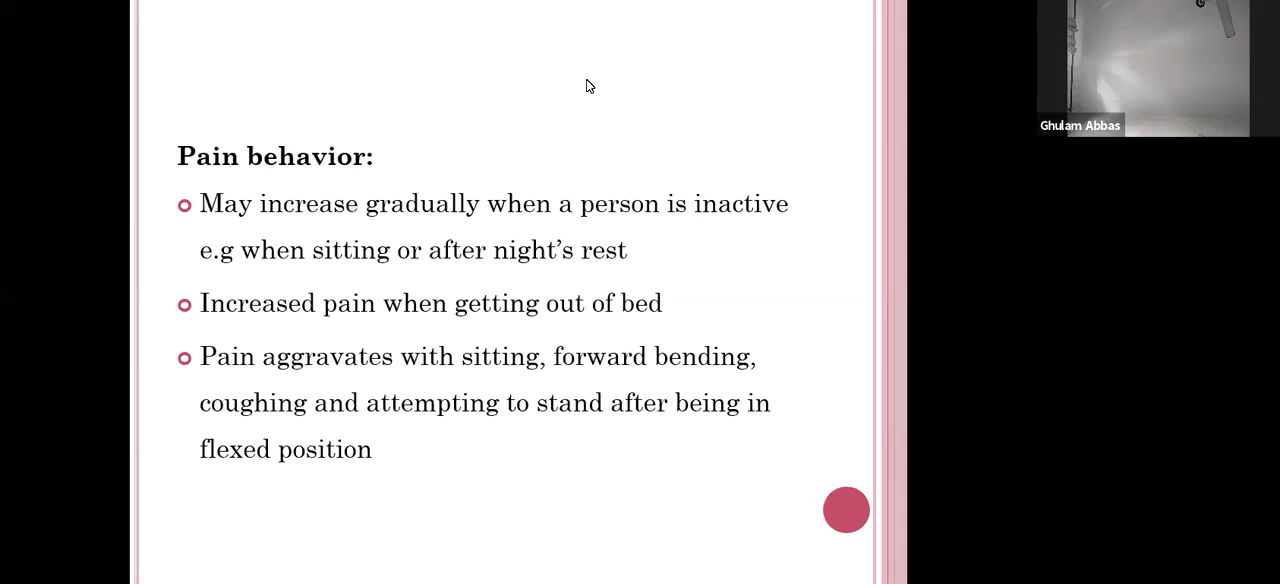 Pain behavior:
May increase gradually when a person is inactive
e.g when sitting or after night's rest
Increased pain when getting out of bed
Pain aggravates with sitting, forward bending,
coughing and attempting to stand after being in
flexed position
Ghulam Abbas